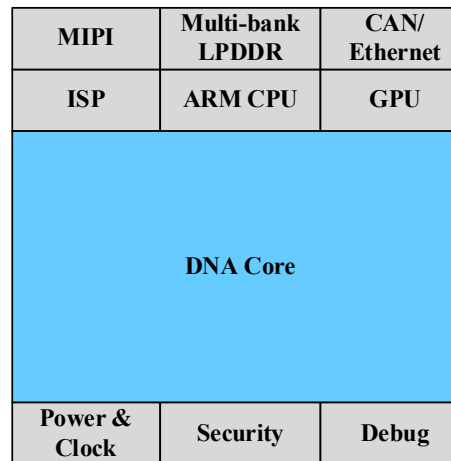 MIPI
Multi-bank
LPDDR
CAN/
Ethernet
ISP
ARM CPU
GPU
DNA Core
Power &
Clock
Security
Debug